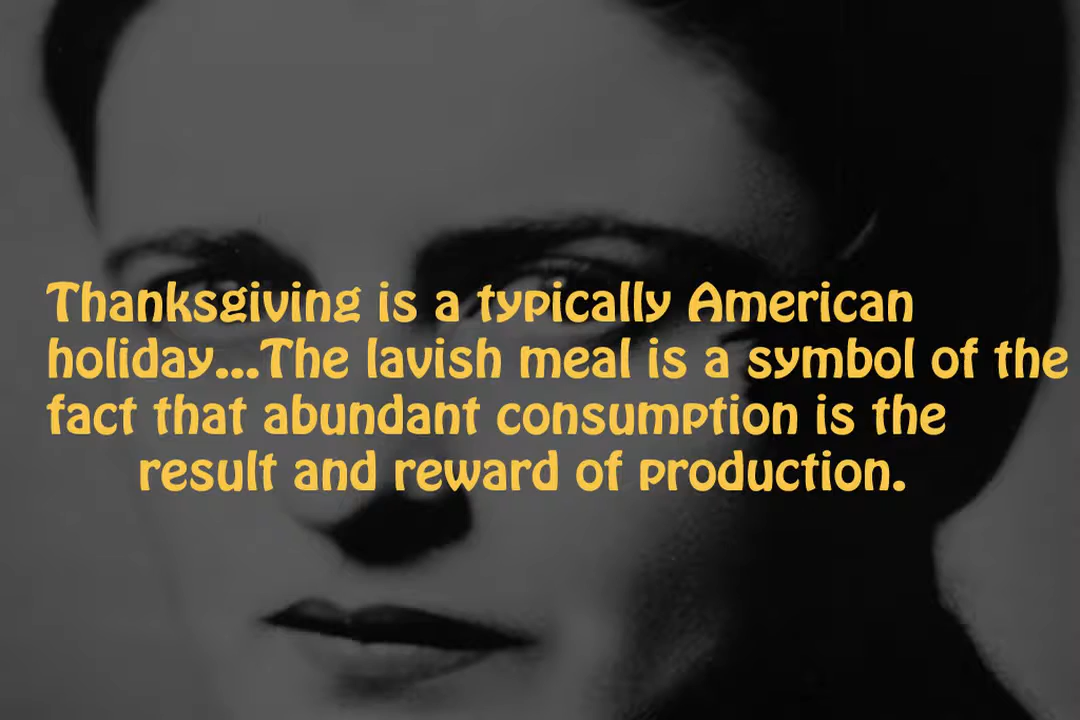 Thanksgiving is a typically American
holiday...The lavish meal is a symbol of the
fact that abundant consumption is the
result and reward of production.